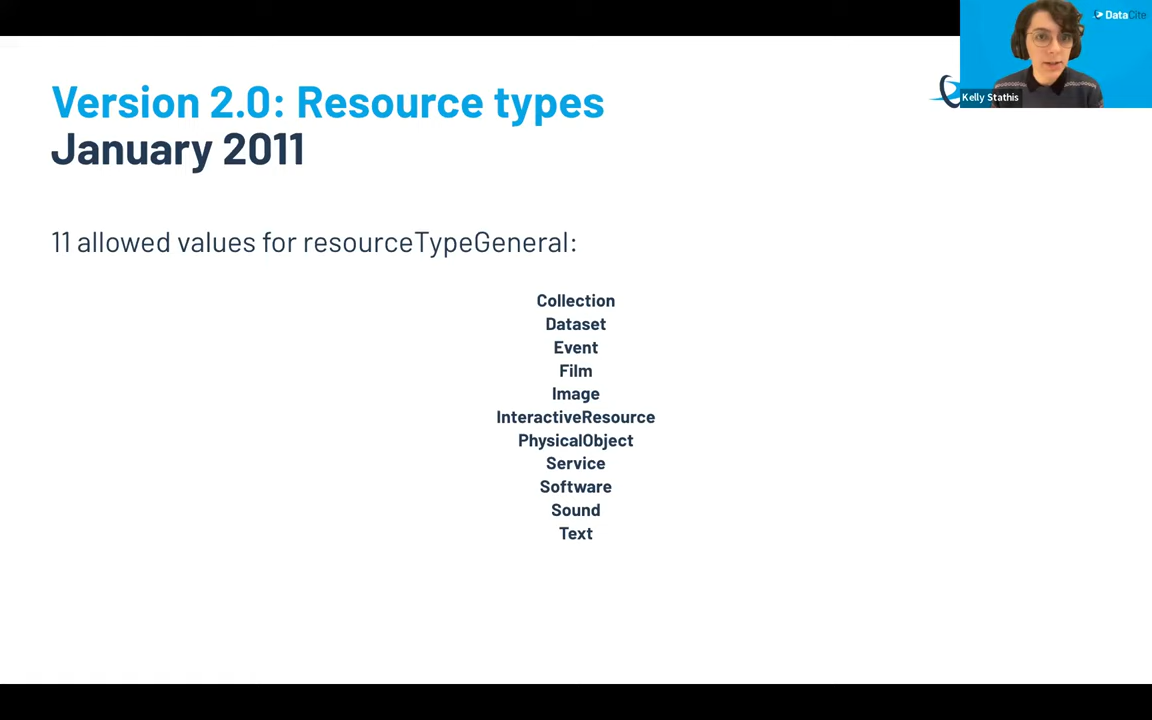 DataCite
Kelly Stathis
Version 2.0: Resource types
January 2011
11 allowed values for resourceTypeGeneral:
Collection
Dataset
Event
Film
Image
InteractiveResource
PhysicalObject
Service
Software
Sound
Text